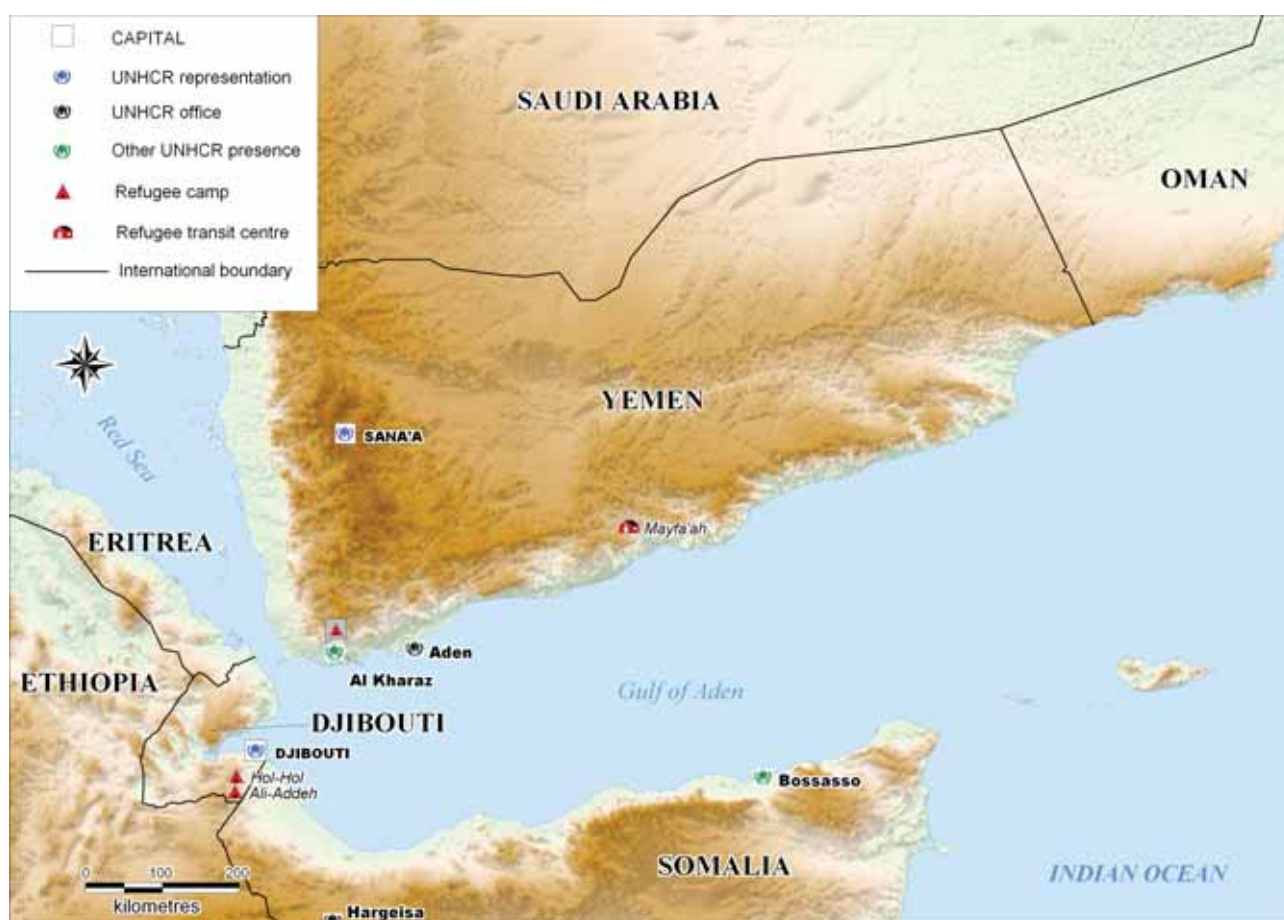 CAPITAL
UNHCR representation
UNHCR office
Other UNHCR presence
Refugee camp
Refugee transit centre
International boundary
SAUDI ARABIA
OMAN
YEMEN
Red Sea
SANA'A
ERITREA
Mayfa'ah
Aden
Al Kharaz
ETHIOPIA
Gulf of Aden
DJIBOUTI
DJIBOUTI
Hol-Hol
Ali-Addeh
Bossasso
SOMALIA
INDIAN OCEAN
0 100 200
kilometres
Hargeisa